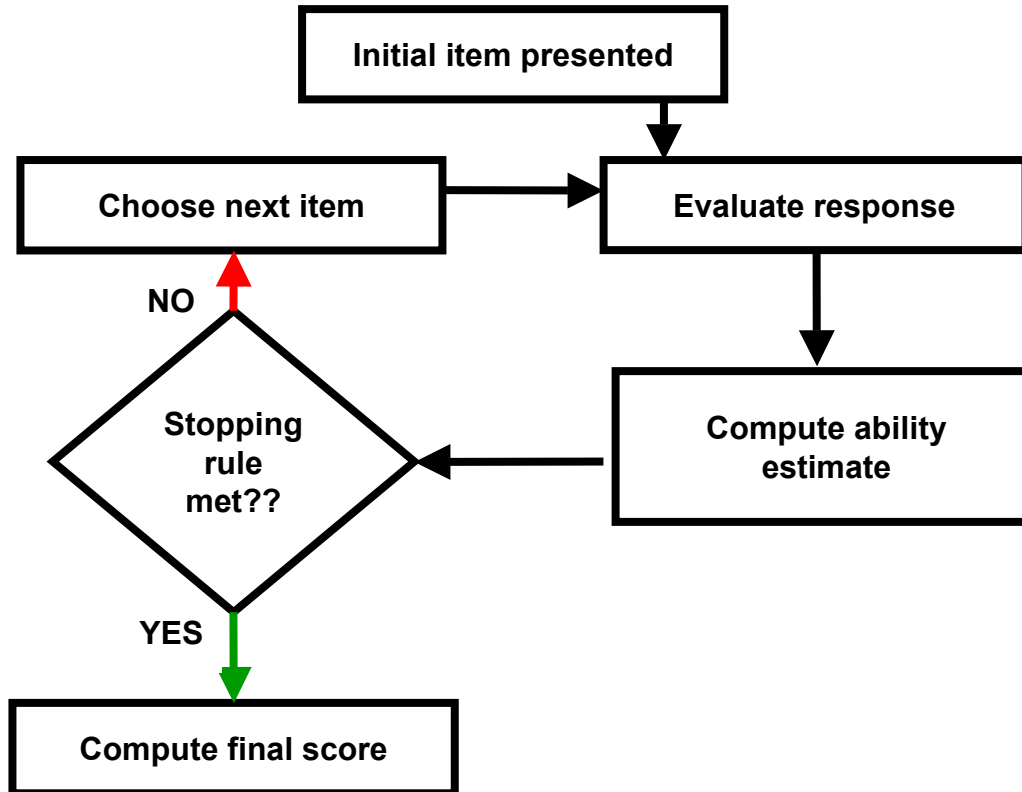 Initial item presented
Choose next item
Evaluate response
NO
Stopping
rule
met??
Compute ability
estimate
YES
Compute final score